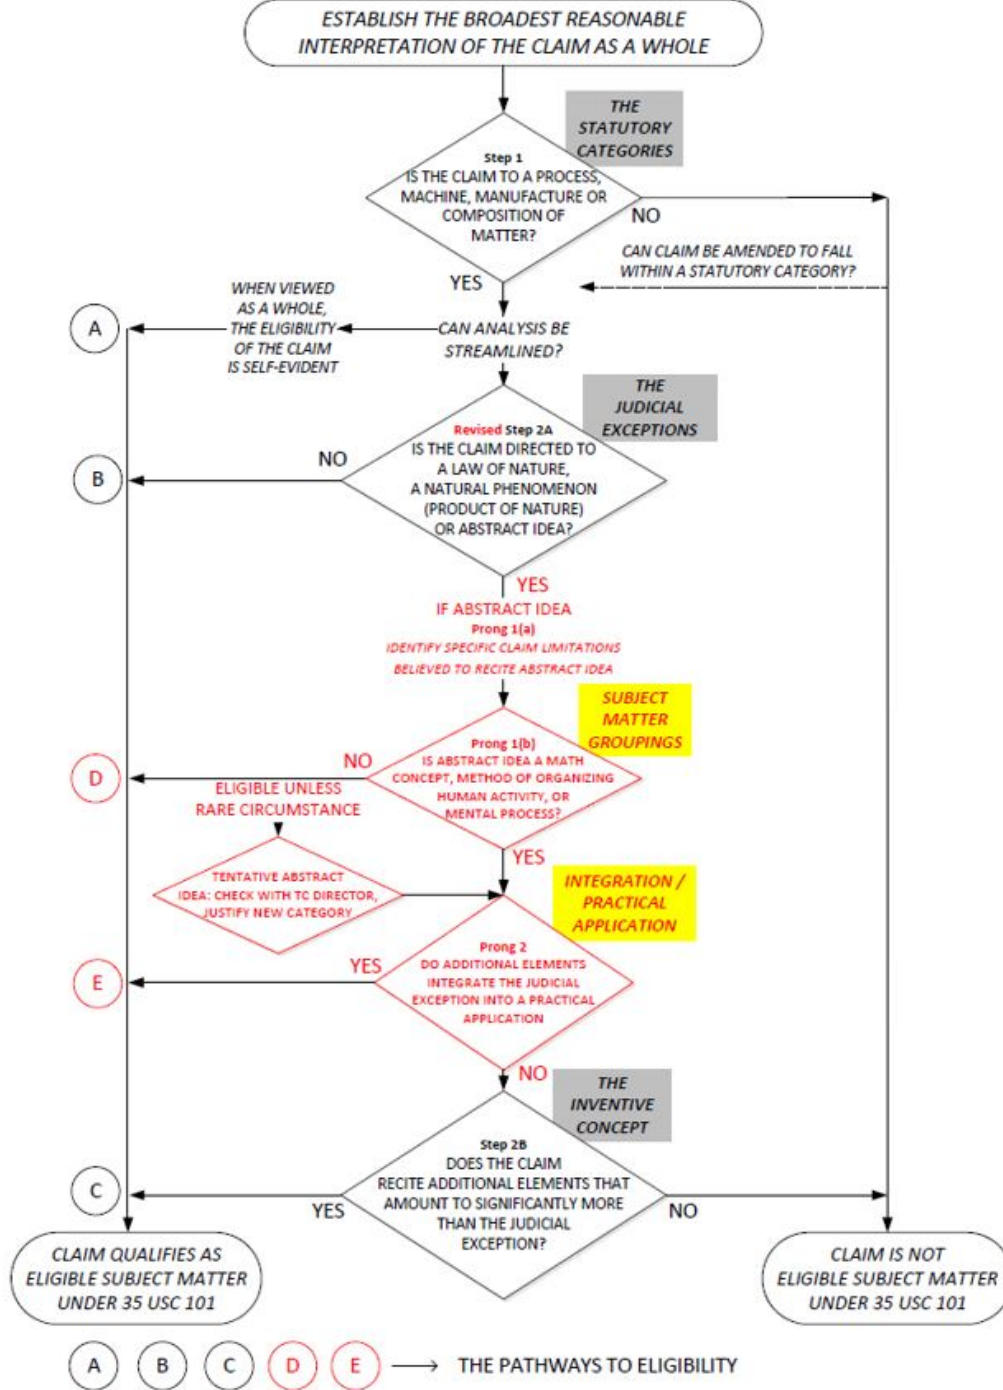 ESTABLISH THE BROADEST REASONABLE
INTERPRETATION OF THE CLAIM AS A WHOLE
THE
STATUTORY
CATEGORIES
Step 1
IS THE CLAIM TO A PROCESS,
MACHINE, MANUFACTURE OR
COMPOSITION OF
MATTER?
NO
YES
CAN CLAIM BE AMENDED TO FALL
WITHIN A STATUTORY CATEGORY?
WHEN VIEWED
AS A WHOLE,
THE ELIGIBILITY
OF THE CLAIM
IS SELF-EVIDENT
A
CAN ANALYSIS BE
STREAMLINED?
THE
JUDICIAL
EXCEPTIONS
Revised Step 2A
IS THE CLAIM DIRECTED TO
A LAW OF NATURE,
A NATURAL PHENOMENON
(PRODUCT OF NATURE)
OR ABSTRACT IDEA?
NO
B
YES
IF ABSTRACT IDEA
Prong 1(a)
IDENTIFY SPECIFIC CLAIM LIMITATIONS
BELIEVED TO RECITE ABSTRACT IDEA
SUBJECT
MATTER
GROUPINGS
Prong 1(b)
IS ABSTRACT IDEA A MATH
CONCEPT, METHOD OF ORGANIZING
HUMAN ACTIVITY, OR
MENTAL PROCESS?
NO
D
ELIGIBLE UNLESS
RARE CIRCUMSTANCE
YES
TENTATIVE ABSTRACT
IDEA: CHECK WITH TC DIRECTOR,
JUSTIFY NEW CATEGORY
INTEGRATION /
PRACTICAL
APPLICATION
Prong 2
DO ADDITIONAL ELEMENTS
INTEGRATE THE JUDICIAL
EXCEPTION INTO A PRACTICAL
APPLICATION
YES
E
NO
THE
INVENTIVE
CONCEPT
Step 2B
DOES THE CLAIM
RECITE ADDITIONAL ELEMENTS THAT
AMOUNT TO SIGNIFICANTLY MORE
THAN THE JUDICIAL
EXCEPTION?
C
YES
NO
CLAIM QUALIFIES AS
ELIGIBLE SUBJECT MATTER
UNDER 35 USC 101
CLAIM IS NOT
ELIGIBLE SUBJECT MATTER
UNDER 35 USC 101
A B C D E THE PATHWAYS TO ELIGIBILITY